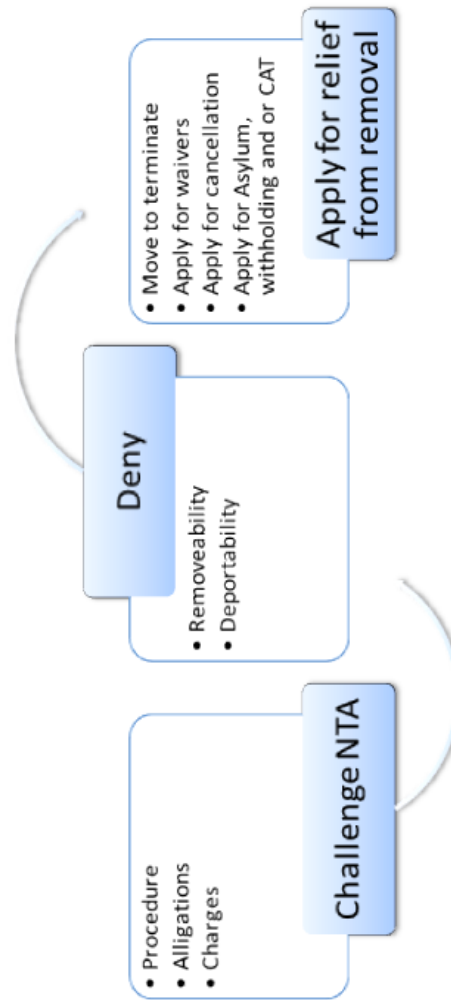 • Procedure
• Alligations
• Charges
Challenge NTA
Deny
• Removeability
• Deportability
• Move to terminate
• Apply for waivers
• Apply for cancellation
• Apply for Asylum,
withholding and or CAT
Apply for relief
from removal